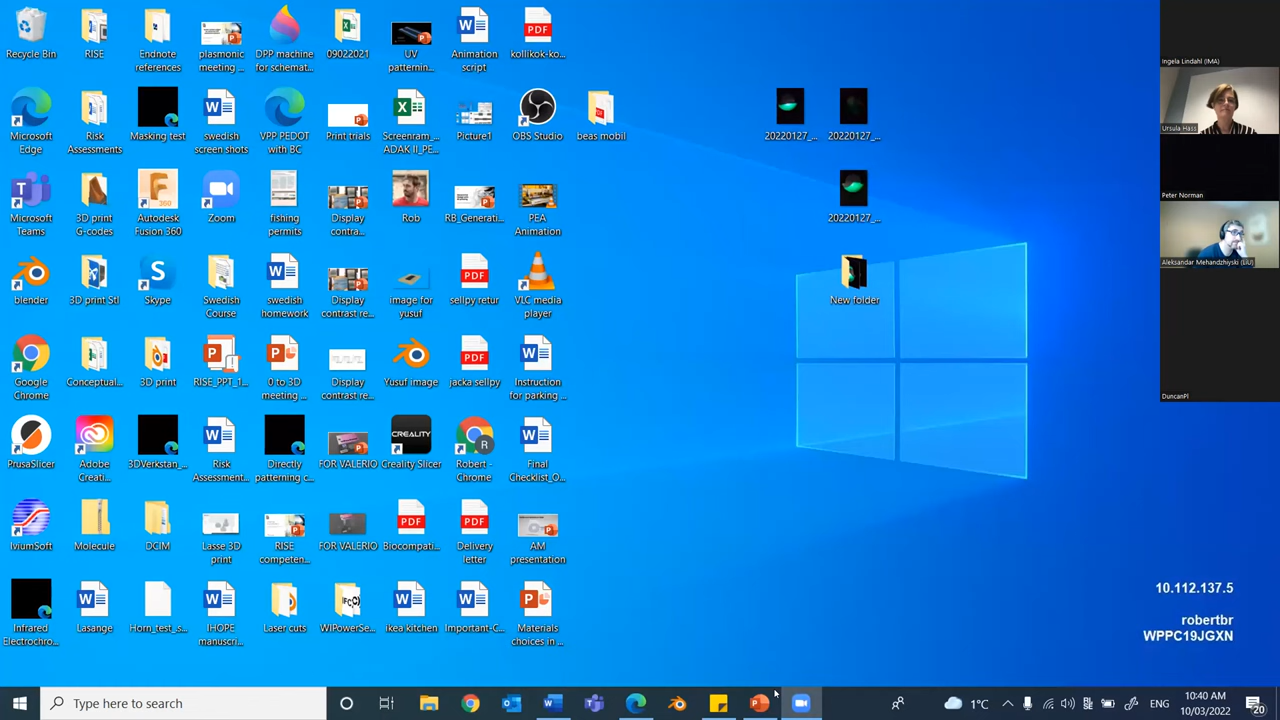 Recycle Bin
RISE
Endnote
references
plasmonic
meeting ...
DPP machine
for schemat...
09022021
UV
patternin...
Animation
script
kollikok-ko...
Microsoft
Edge
Risk
Assessments
Masking test
swedish
screen shots
VPP PEDOT
with BC
Print trials
Screenram_...
ADAK II_PE...
Picture1
OBS Studio
beas mobil
20220127_...
20220127_...
Microsoft
Teams
3D print
G-codes
Autodesk
Fusion 360
Zoom
fishing
permits
Display
contra...
Rob
RB_Generati...
PEA
Animation
20220127_...
blender
3D print Stl
Skype
Swedish
Course
swedish
homework
Display
contrast re...
image for
yusuf
sellpy retur
VLC media
player
New folder
Google
Chrome
Conceptual...
3D print
RISE_PPT_1...
0 to 3D
meeting ...
Display
contrast re...
Yusuf image
jacka sellpy
Instruction
for parking ...
PrusaSlicer
Adobe
Creati...
3DVerkstan_...
Risk
Assessment...
Directly
patterning c...
FOR VALERIO
CREALITY
Creality Slicer
Robert -
Chrome
Final
Checklist_O...
IviumSoft
Molecule
DCIM
Lasse 3D
print
RISE
competen...
FOR VALERIO
Biocompati...
Delivery
letter
AM
presentation
Infrared
Electrochro...
Lasange
Horn_test_s...
IHOPE
manuscri...
Laser cuts
WIPowerSe...
ikea kitchen
Important-C...
Materials
choices in ...
Ingela Lindahl (IMA)
Ursula Hass
Peter Norman
Aleksandar Mehandzhiyski (LiU)
DuncanPl
10.112.137.5
robertbr
WPPC19JGXN
Type here to search
1°C
ENG
10:40 AM
10/03/2022
20